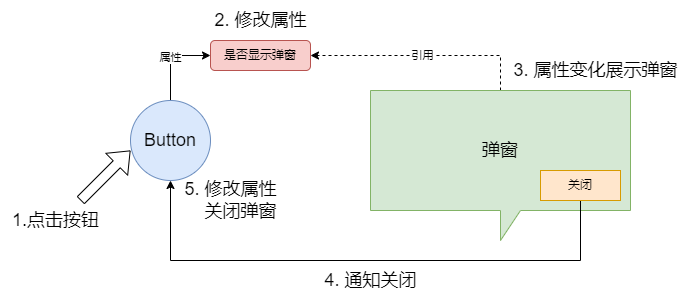 2. 修改属性
属性
是否显示弹窗
引用
3. 属性变化展示弹窗
Button
弹窗
关闭
5. 修改属性
关闭弹窗
1.点击按钮
4. 通知关闭